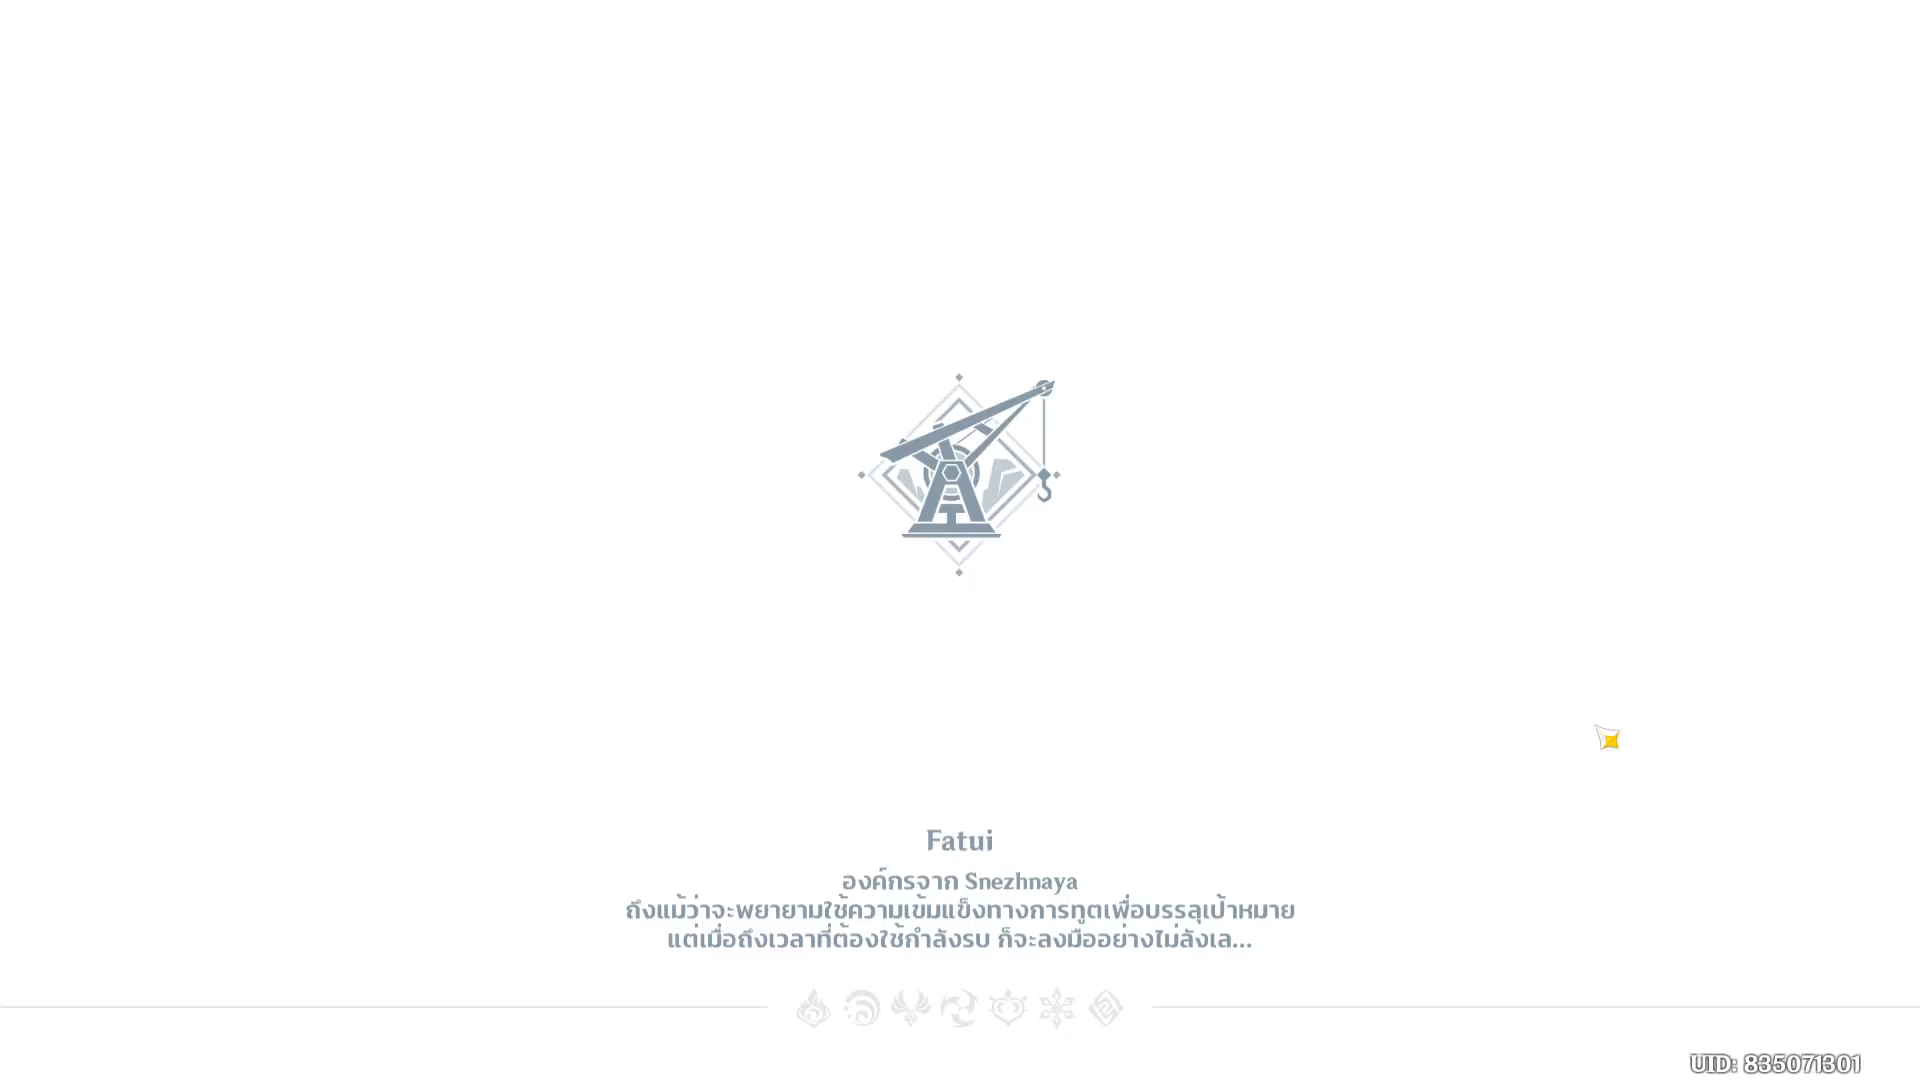 Fatui
องค์กรจาก Snezhnaya
ถึงแม้ว่าจะพยายามใช้ความเข้มแข็งทางการทูตเพื่อบรรลุเป้าหมาย
แต่เมื่อถึงเวลาที่ต้องใช้กำลังรบ ก็จะลงมืออย่างไม่ลังเล...
UID: 835071301